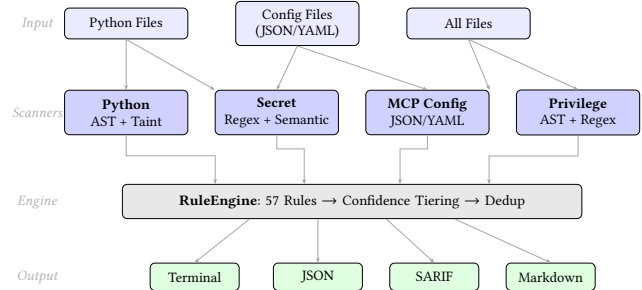 Input
Python Files
Config Files
(JSON/YAML)
All Files
Scanners
Python
AST + Taint
Secret
Regex + Semantic
MCP Config
JSON/YAML
Privilege
AST + Regex
Engine
RuleEngine: 57 Rules → Confidence Tiering → Dedup
Output
Terminal
JSON
SARIF
Markdown